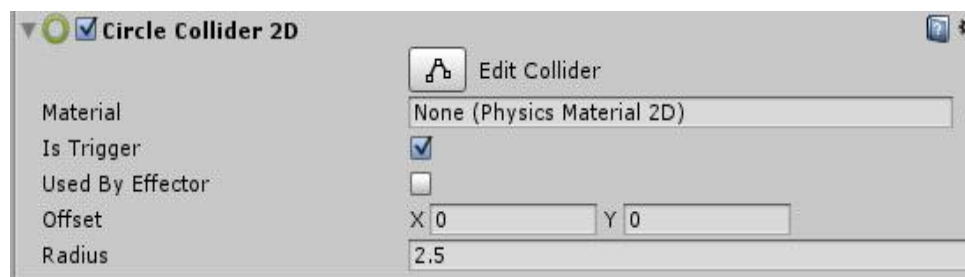 Circle Collider 2D
Edit Collider
Material None (Physics Material 2D)
Is Trigger
Used By Effector
Offset X 0 Y 0
Radius 2.5